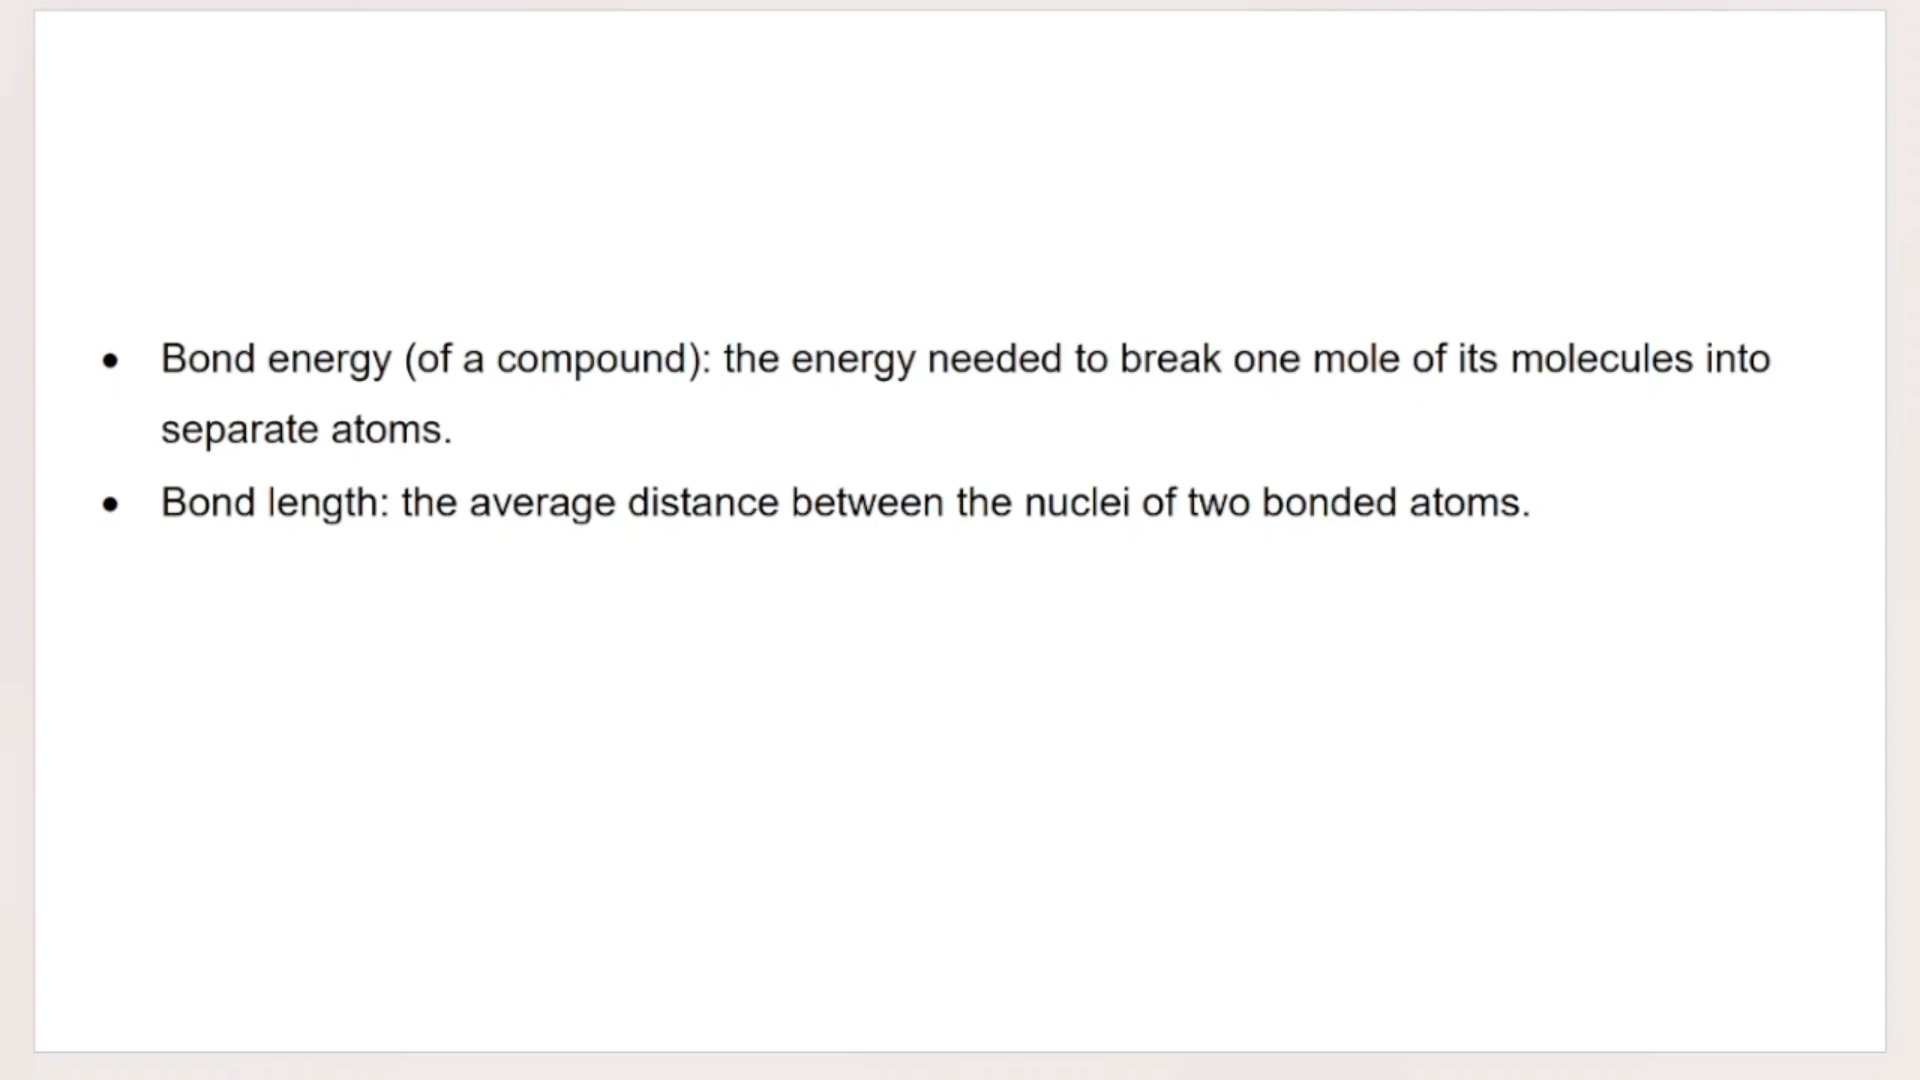 • Bond energy (of a compound): the energy needed to break one mole of its molecules into
separate atoms.
• Bond length: the average distance between the nuclei of two bonded atoms.